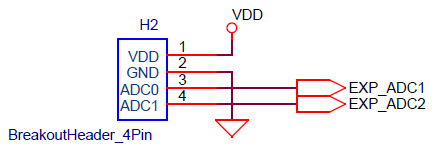 H2
VDD
VDD 1
GND 2
ADC0 3 EXP_ADC1
ADC1 4 EXP_ADC2
BreakoutHeader_4Pin